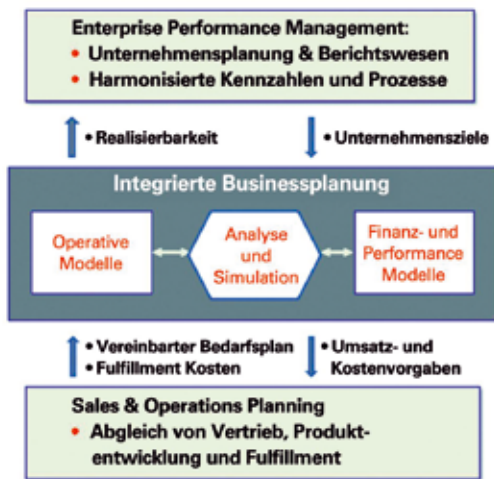 Enterprise Performance Management:
• Unternehmensplanung & Berichtswesen
• Harmonisierte Kennzahlen und Prozesse
• Realisierbarkeit
• Unternehmensziele
Integrierte Businessplanung
Operative
Modelle
Analyse
und
Simulation
Finanz- und
Performance
Modelle
• Vereinbarter Bedarfsplan
• Fulfillment Kosten
• Umsatz- und
Kostenvorgaben
Sales & Operations Planning
• Abgleich von Vertrieb, Produkt-
entwicklung und Fulfillment